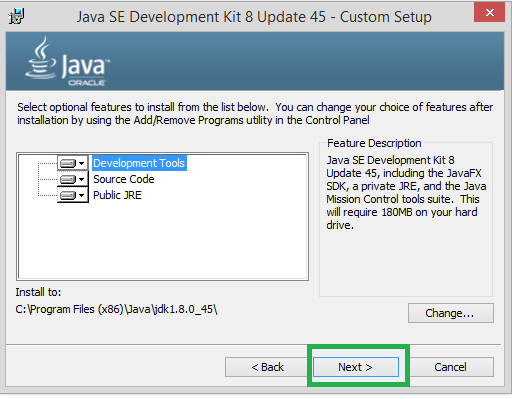 Java SE Development Kit 8 Update 45 - Custom Setup
Java
ORACLE
Select optional features to install from the list below. You can change your choice of features after
installation by using the Add/Remove Programs utility in the Control Panel
Development Tools
Source Code
Public JRE
Feature Description
Java SE Development Kit 8
Update 45, including the JavaFX
SDK, a private JRE, and the Java
Mission Control tools suite. This
will require 180MB on your hard
drive.
Install to:
C:\Program Files (x86)\Java\jdk1.8.0_45\
Change...
< Back
Next >
Cancel